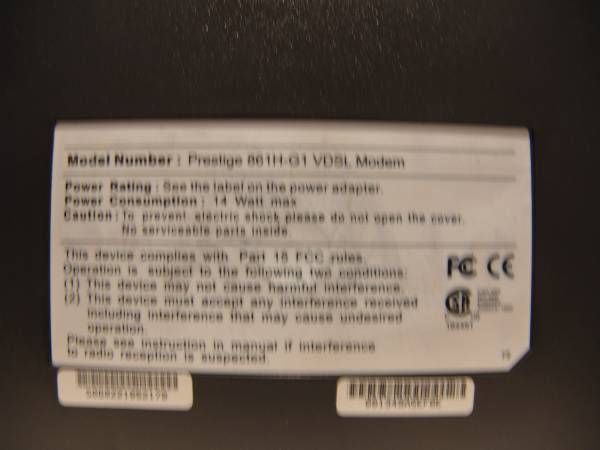 Model Number : Prestige 861H-G1 VDSL Modem
Power Rating : See the label on the power adapter.
Power Consumption : 14 Watt max
Caution : To prevent electric shock please do not open the cover.
No serviceable parts inside.
This device complies with Part 15 FCC rules.
Operation is subject to the following two conditions:
(1) This device may not cause harmful interference.
(2) This device must accept any interference received
including interference that may cause undesired
operation.
Please see instruction in manual if interference
to radio reception is suspected.
FC CE